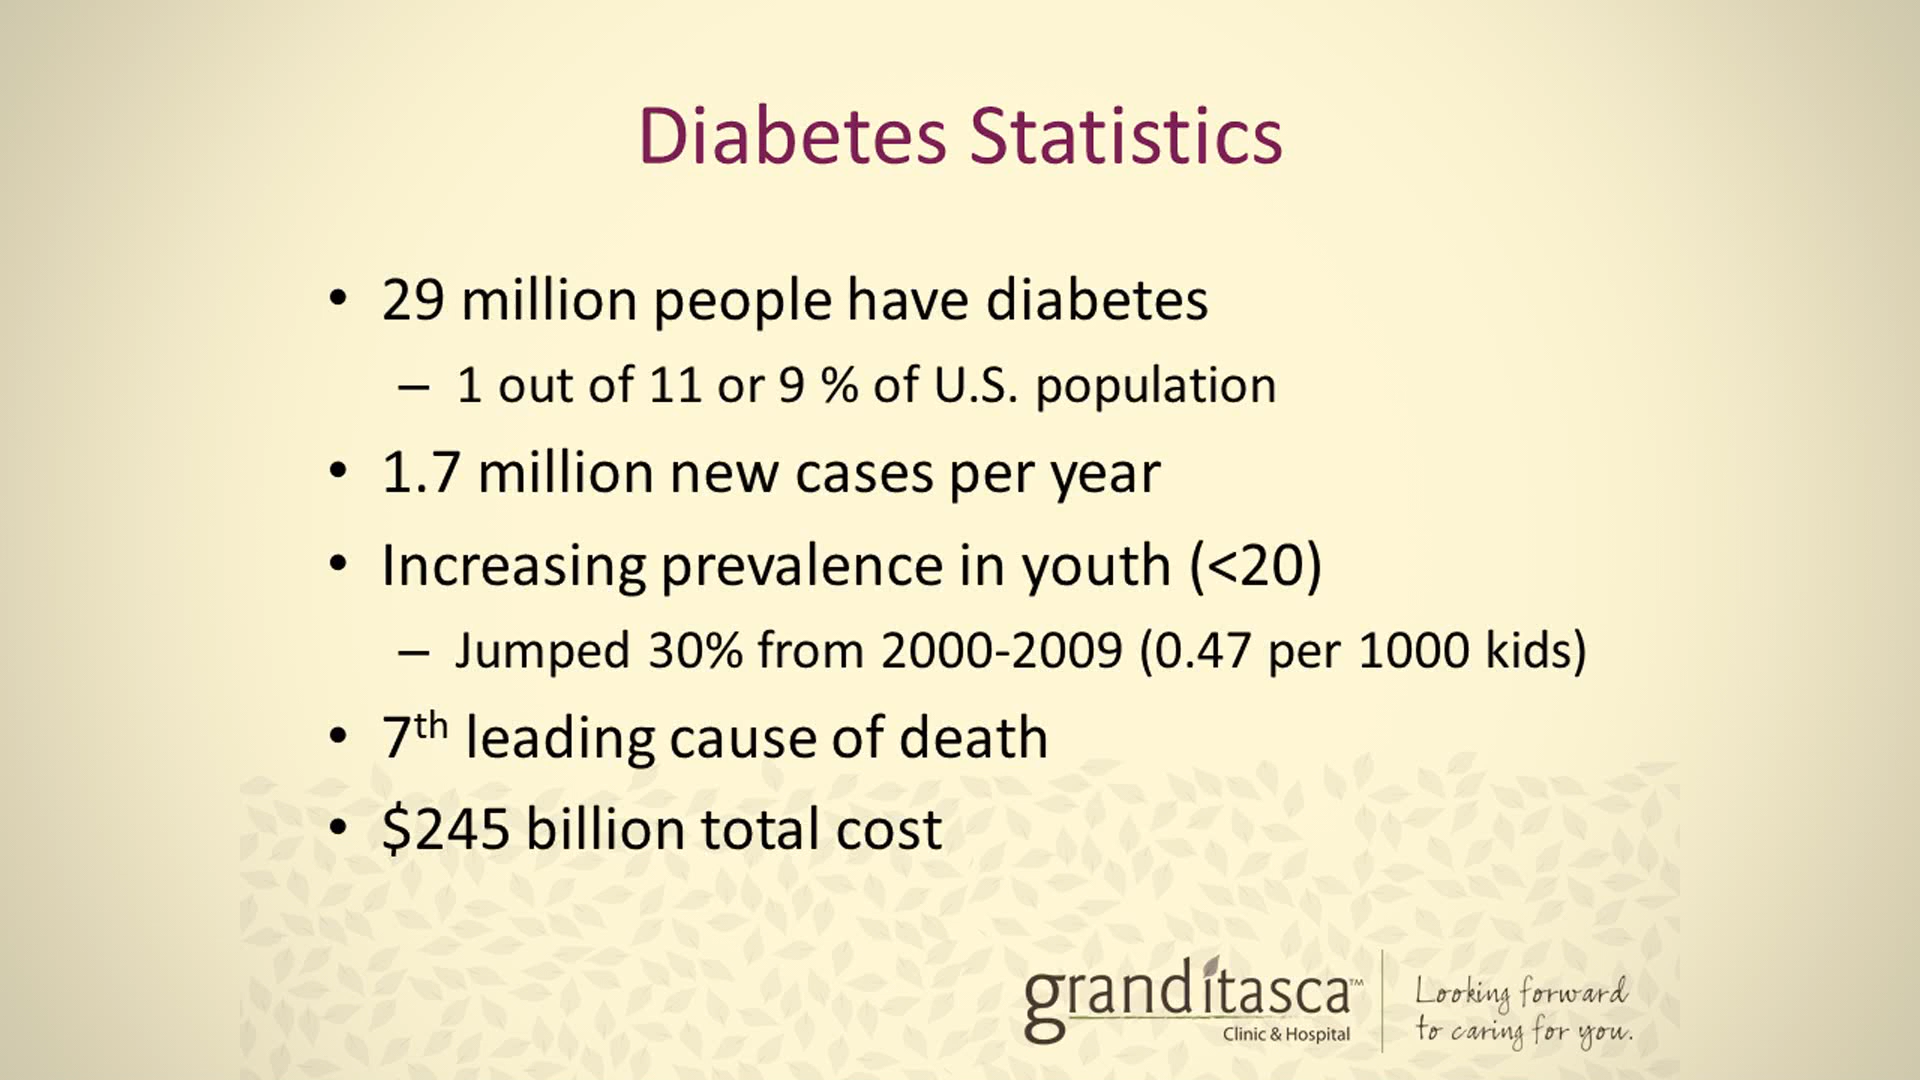 Diabetes Statistics
• 29 million people have diabetes
– 1 out of 11 or 9 % of U.S. population
• 1.7 million new cases per year
• Increasing prevalence in youth (<20)
– Jumped 30% from 2000-2009 (0.47 per 1000 kids)
• 7th leading cause of death
• $245 billion total cost
granditasca™
Clinic & Hospital
Looking forward
to caring for you.